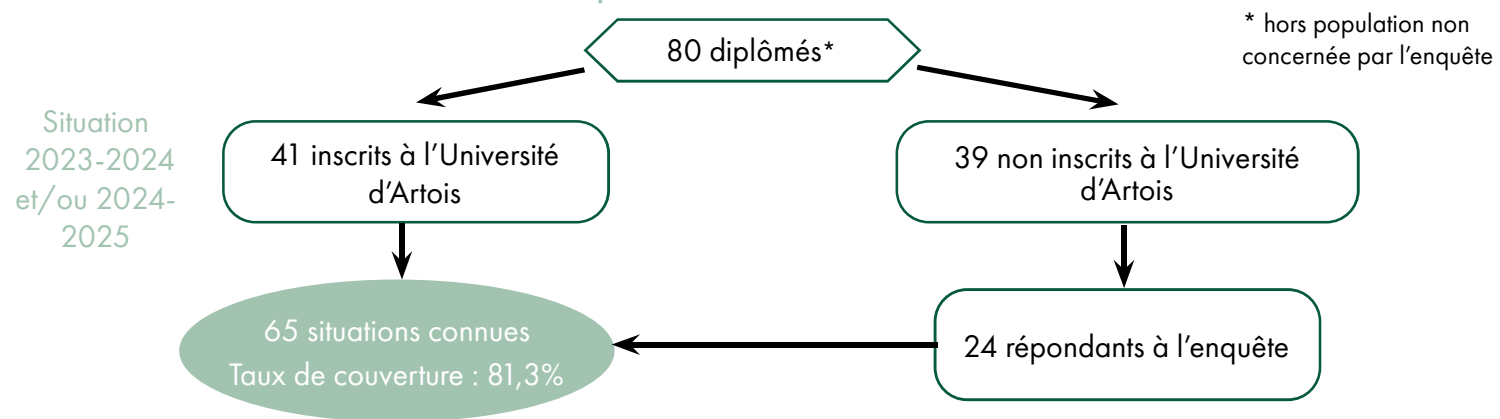 80 diplômés*
* hors population non
concernée par l'enquête
Situation
2023-2024
et/ou 2024-
2025
41 inscrits à l'Université
d'Artois
39 non inscrits à l'Université
d'Artois
65 situations connues
Taux de couverture : 81,3%
24 répondants à l'enquête